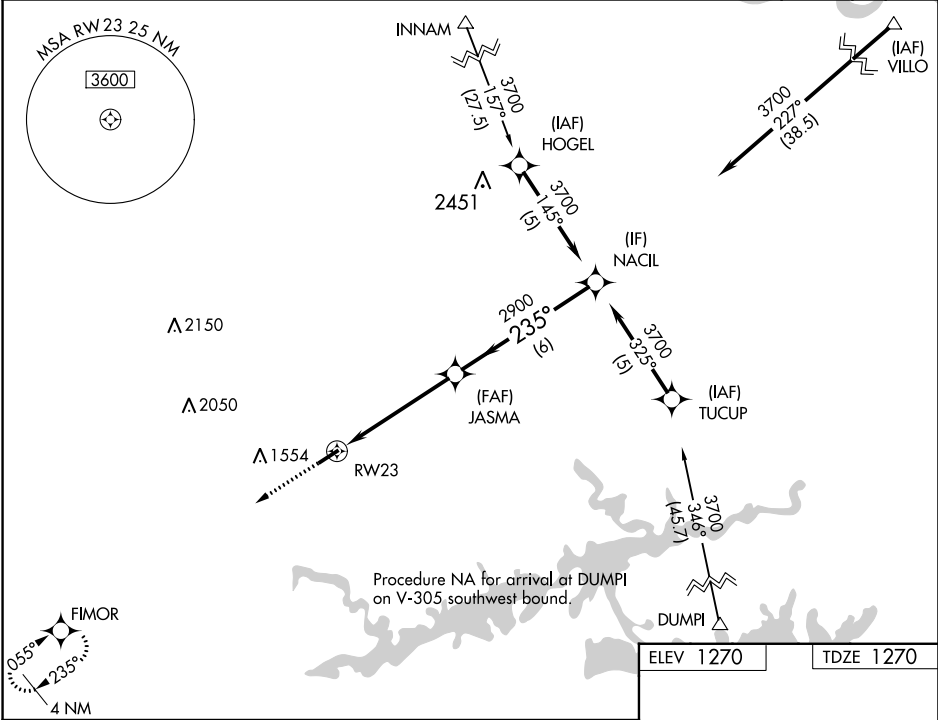 MSA RW23 25 NM
3600
INNAM
3700
157°
(27.5)
(IAF)
VILLO
3700
227°
(38.5)
(IAF)
HOGEL
2451
3700
145°
(5)
(IF)
NACIL
2900
235°
(6)
2150
3700
325°
(5)
(FAF)
JASMA
(IAF)
TUCUP
2050
1554
RW23
3700
346°
(45.7)
Procedure NA for arrival at DUMPI
on V-305 southwest bound.
DUMPI
FIMOR
055°
235°
4 NM
ELEV 1270
TDZE 1270